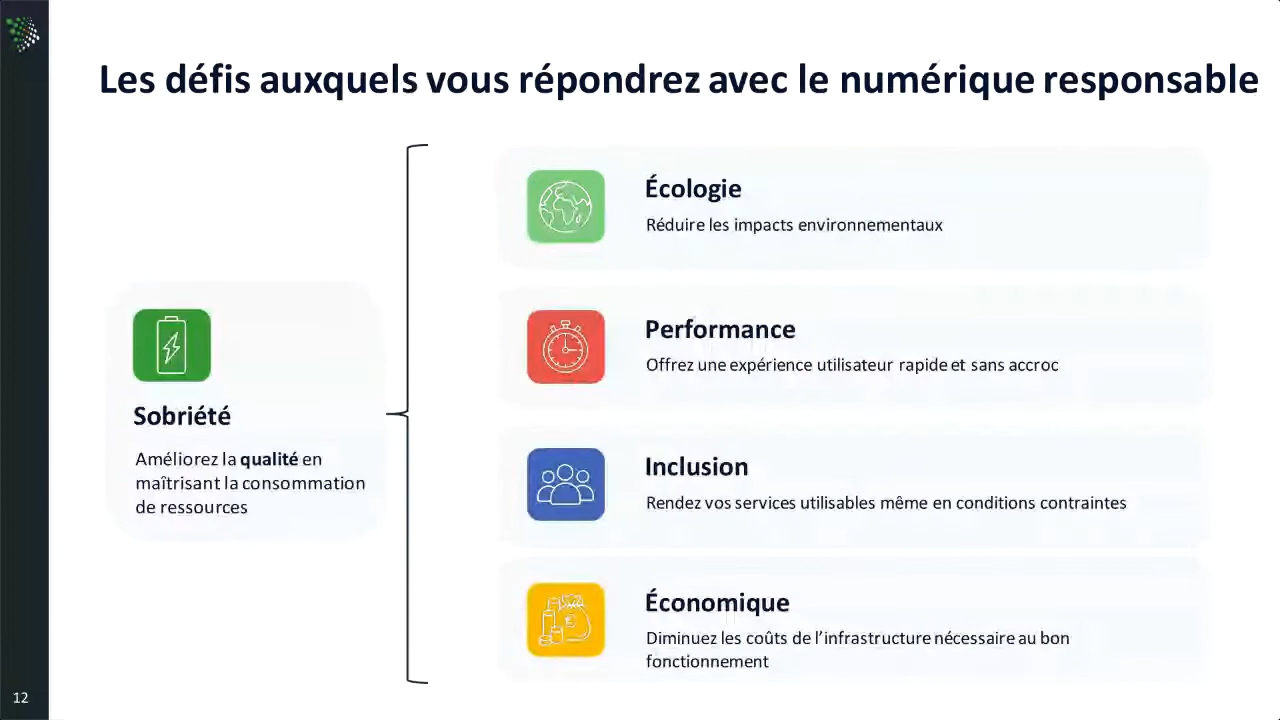 Les défis auxquels vous répondrez avec le numérique responsable
Sobriété
Améliorez la qualité en
maîtrisant la consommation
de ressources
Écologie
Réduire les impacts environnementaux
Performance
Offrez une expérience utilisateur rapide et sans accroc
Inclusion
Rendez vos services utilisables même en conditions contraintes
Économique
Diminuez les coûts de l’infrastructure nécessaire au bon
fonctionnement
12